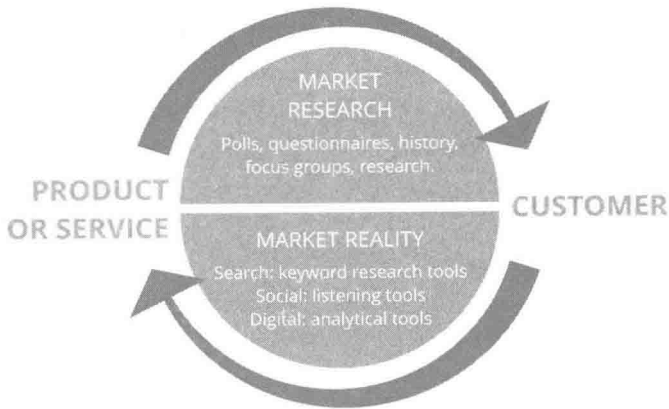 MARKET
RESEARCH
Polls, questionnaires, history,
focus groups, research.
PRODUCT
OR SERVICE
CUSTOMER
MARKET REALITY
Search: keyword research tools
Social: listening tools
Digital: analytical tools